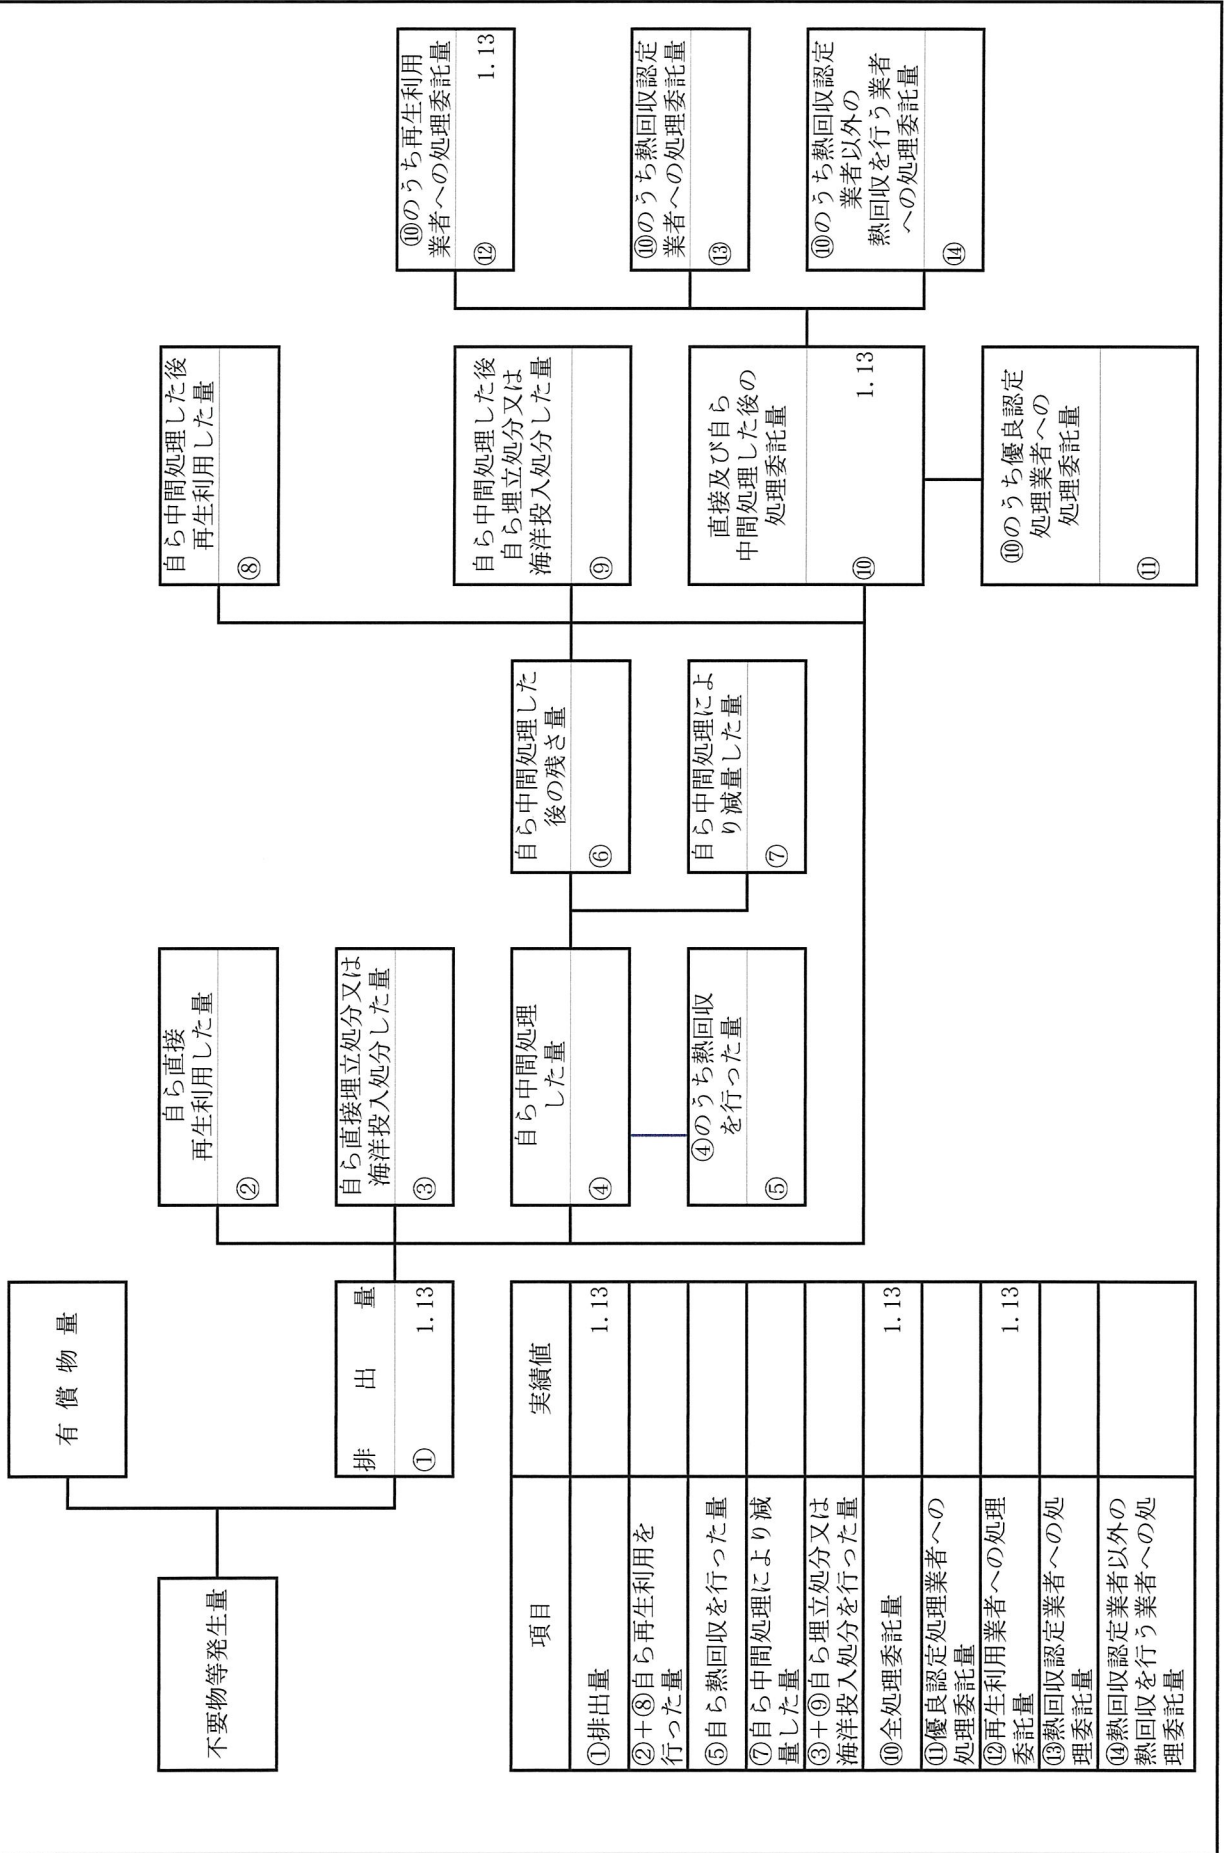 不要物等発生量
有償物量
排出量
① 1.13
自ら直接
再生利用した量
②
自ら直接埋立処分又は
海洋投入処分した量
③
自ら中間処理
した量
④
④のうち熱回収
を行った量
⑤
自ら中間処理した
後の残さ量
⑥
自ら中間処理によ
り減量した量
⑦
自ら中間処理した後
再生利用した量
⑧
自ら中間処理した後
自ら埋立処分又は
海洋投入処分した量
⑨
直接及び自ら
中間処理した後の
処理委託量
⑩ 1.13
⑩のうち優良認定
処理業者への
処理委託量
⑪
⑩のうち再生利用
業者への処理委託量
⑫ 1.13
⑩のうち熱回収認定
業者への処理委託量
⑬
⑩のうち熱回収認定
業者以外の
熱回収を行う業者
への処理委託量
⑭
項目 実績値
①排出量 1.13
②+⑧自ら再生利用を
行った量
⑤自ら熱回収を行った量
⑦自ら中間処理により減
量した量
③+⑨自ら埋立処分又は
海洋投入処分を行った量
⑩全処理委託量 1.13
⑪優良認定処理業者への
処理委託量
⑫再生利用業者への処理
委託量 1.13
⑬熱回収認定業者への処
理委託量
⑭熱回収認定業者以外の
熱回収を行う業者への処
理委託量